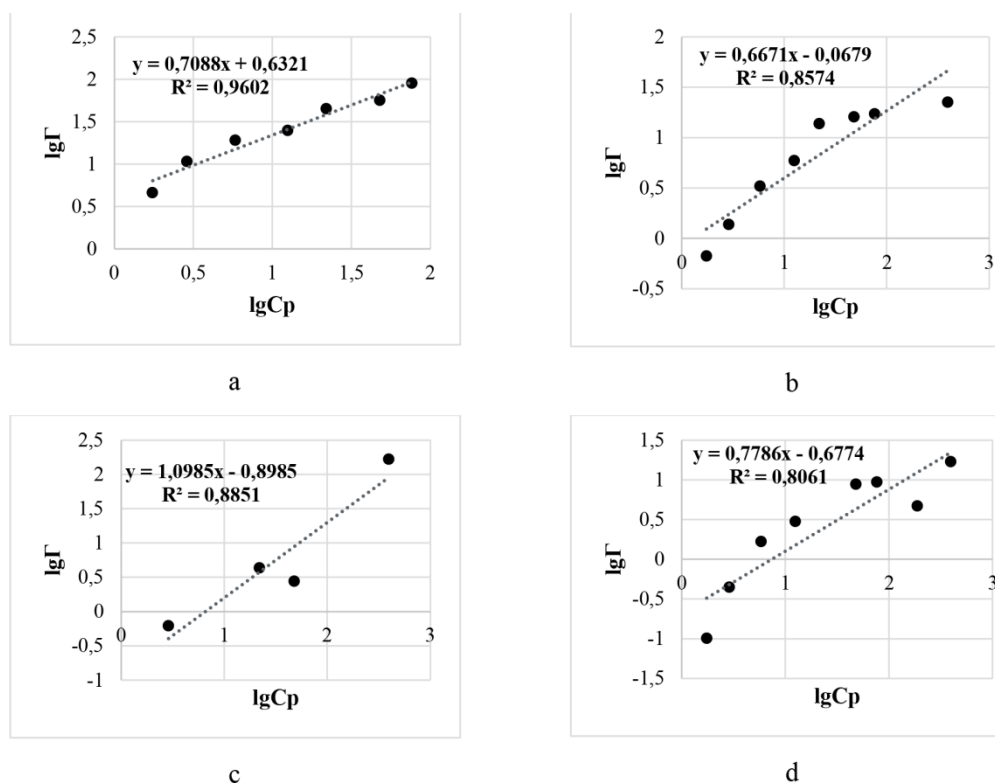 y = 0,7088x + 0,6321
R² = 0,9602
lgΓ
2,5
2
1,5
1
0,5
0
0
0,5
1
1,5
2
lgCp
a
y = 0,6671x - 0,0679
R² = 0,8574
lgΓ
2
1,5
1
0,5
0
-0,5
0
1
2
3
lgCp
b
y = 1,0985x - 0,8985
R² = 0,8851
lgΓ
2,5
2
1,5
1
0,5
0
-0,5
-1
0
1
2
3
lgCp
c
y = 0,7786x - 0,6774
R² = 0,8061
lgΓ
1,5
1
0,5
0
-0,5
-1
-1,5
0
1
2
3
lgCp
d